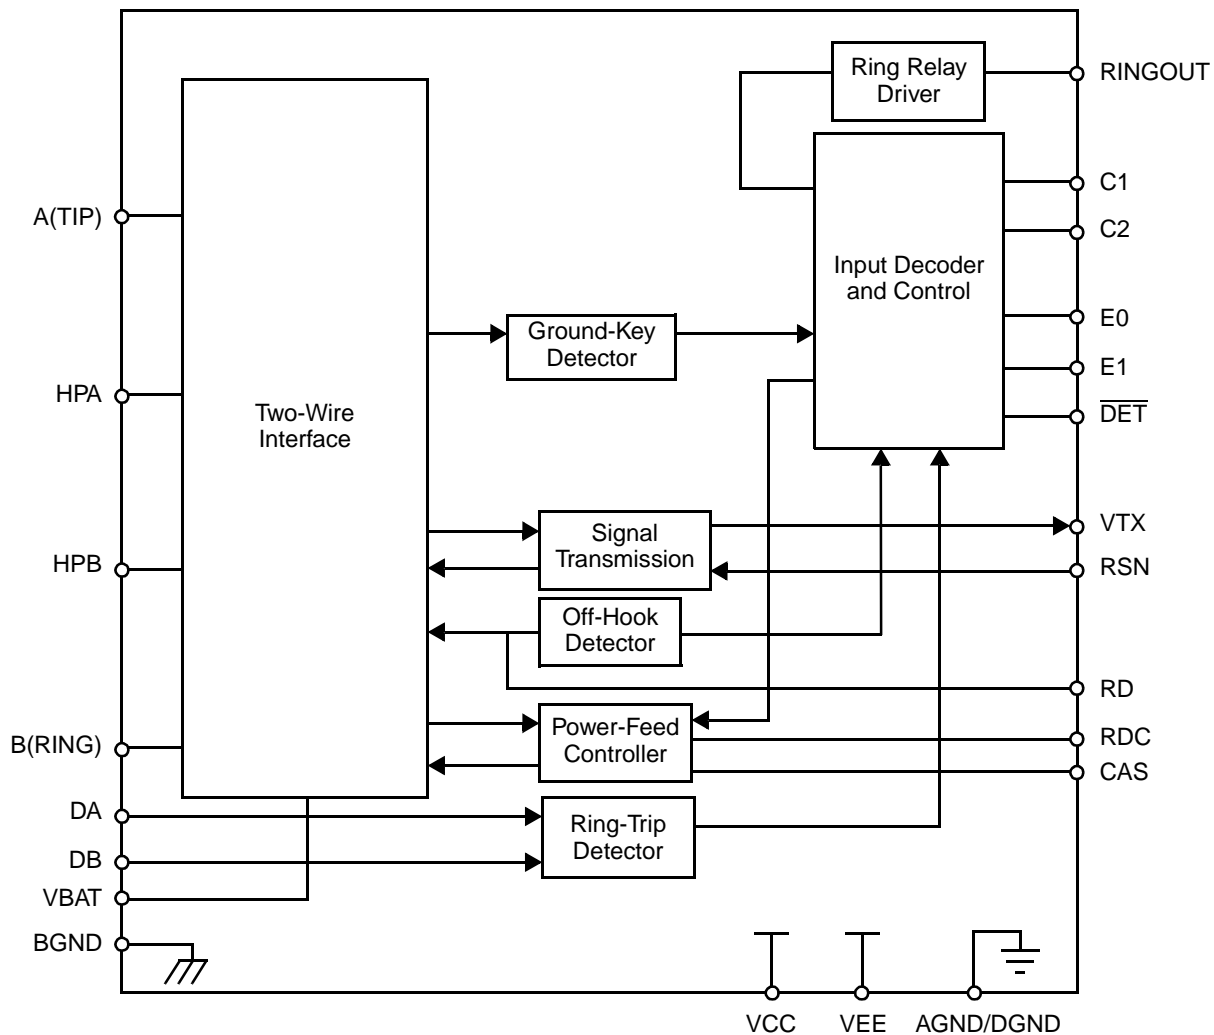 Ring Relay
Driver
RINGOUT
A(TIP)
HPA
HPB
B(RING)
DA
DB
VBAT
BGND
Two-Wire
Interface
Ground-Key
Detector
Input Decoder
and Control
C1
C2
E0
E1
D̅E̅T̅
Signal
Transmission
VTX
RSN
Off-Hook
Detector
RD
Power-Feed
Controller
RDC
CAS
Ring-Trip
Detector
VCC
VEE
AGND/DGND